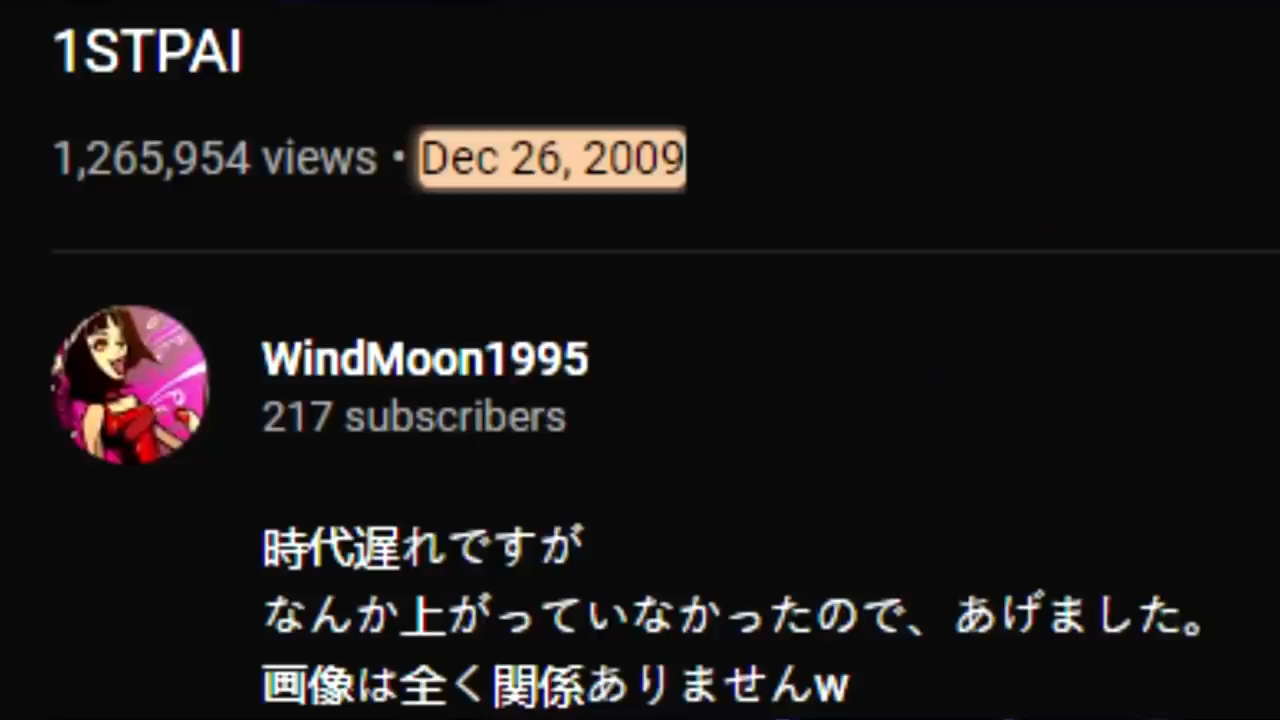 1STPAI
1,265,954 views • Dec 26, 2009
WindMoon1995
217 subscribers
時代遅れですが
なんか上がっていなかったので、あげました。
画像は全く関係ありませんw